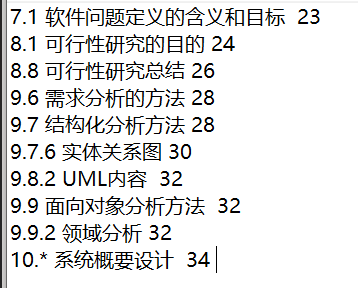 7.1 软件问题定义的含义和目标  23
8.1 可行性研究的目的 24
8.8 可行性研究总结 26
9.6 需求分析的方法 28
9.7 结构化分析方法 28
9.7.6 实体关系图 30
9.8.2 UML内容  32
9.9 面向对象分析方法  32
9.9.2 领域分析 32
10.* 系统概要设计  34